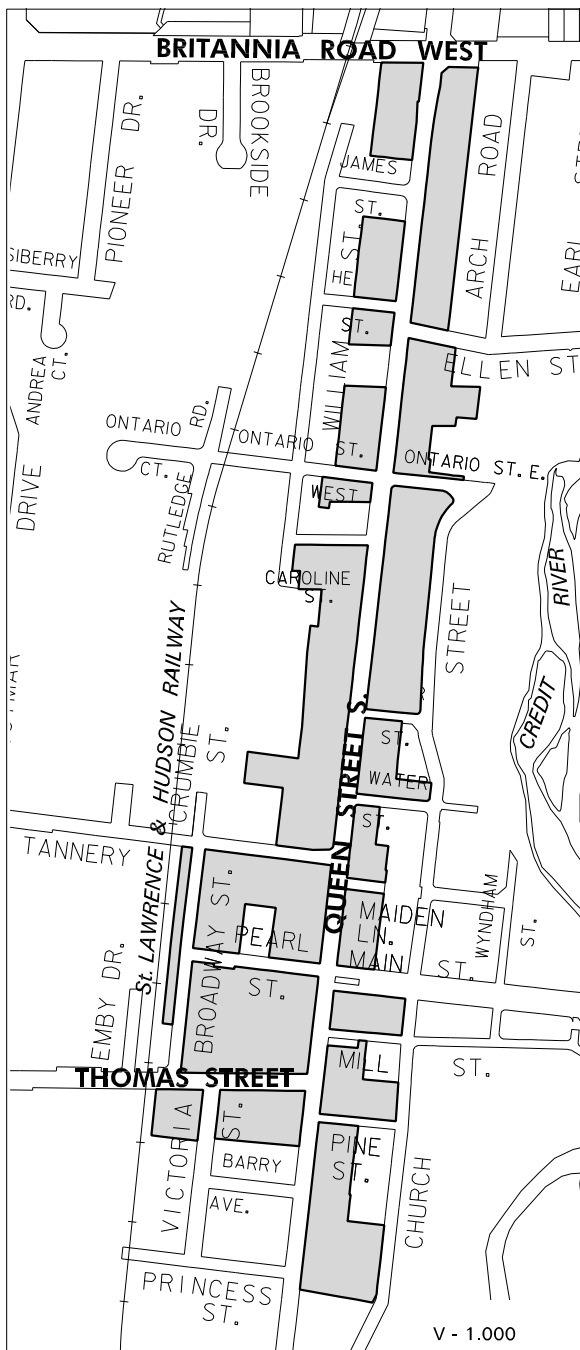 BRITANNIA ROAD WEST
PIONEER DR.
BROOKSIDE
DR.
ARCH ROAD
EARL
JAMES
ST.
ST.
HE
ST.
WILLIAM
SIBERRY
RD.
ANDREA
CT.
ELLEN ST
ONTARIO
CT.
RUTLEDGE
RD.
ONTARIO
ST.
WEST
ONTARIO ST. E.
DRIVE
CAROLINE
ST.
STREET
RIVER
CREDIT
St. LAWRENCE & HUDSON RAILWAY
CRUMBIE
ST.
QUEEN STREET S.
ST.
WATER
ST.
TANNERY
BROADWAY ST.
PEARL
ST.
MAIDEN
LN.
MAIN
ST.
WYNDHAM
ST.
EMBY DR.
THOMAS STREET
MILL
ST.
VICTORIA
ST.
PINE
ST.
BARRY
AVE.
CHURCH
PRINCESS
ST.
V - 1.000